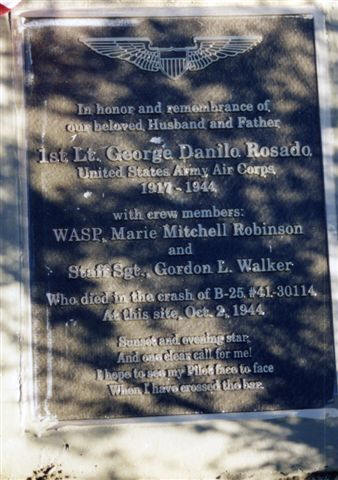 In honor and remembrance of
our beloved Husband and Father
1st Lt. George Danilo Rosado
United States Army Air Corps
1917 - 1944
with crew members:
WASP, Marie Mitchell Robinson
and
Staff Sgt., Gordon L. Walker
Who died in the crash of B-25, #41-30114,
At this site, Oct. 2, 1944.
Sunset and evening star,
And one clear call for me!
I hope to see my Pilot face to face
When I have crossed the bar.